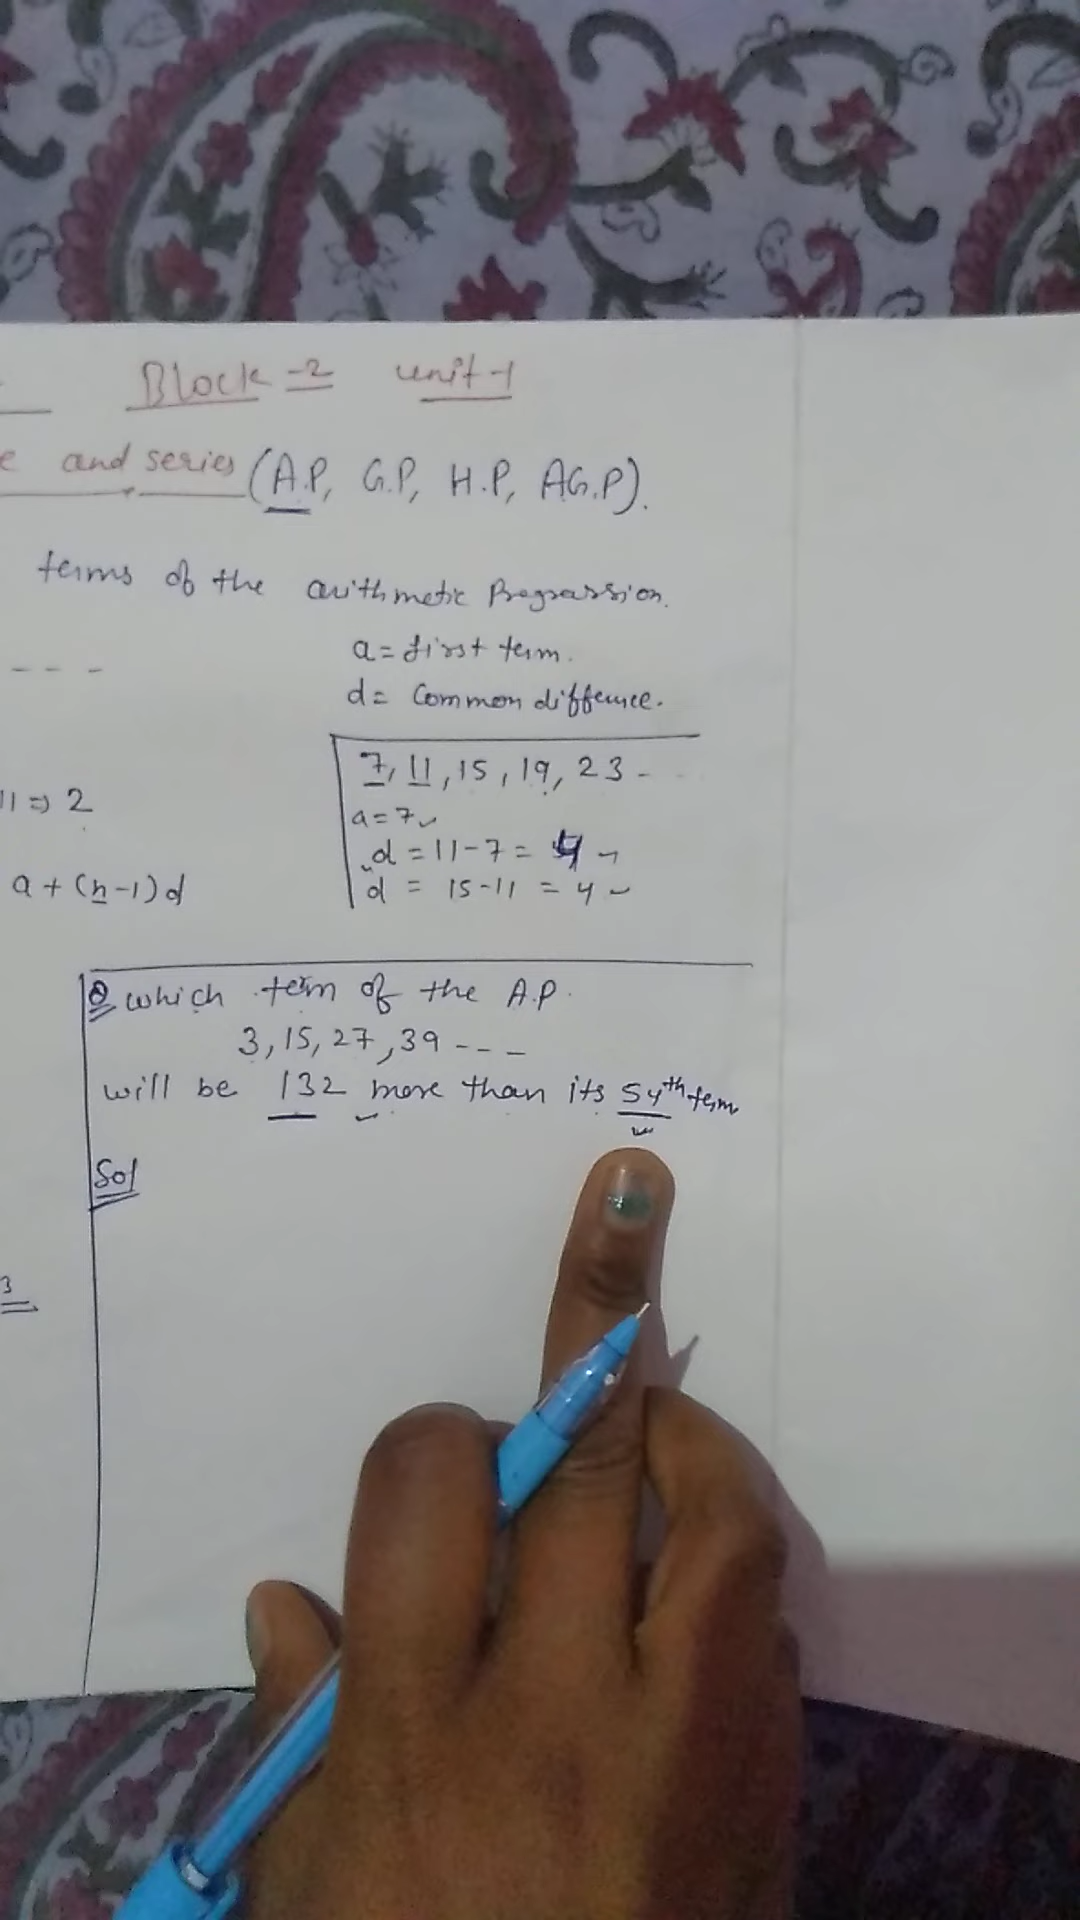 Block-2 unit-1
e and series (A.P, G.P, H.P, AG.P).
terms of the arithmetic Progression.
a = first term.
- - -
d = Common differnce.
7, 11, 15, 19, 23 -
11 => 2
a = 7
d = 11-7 = 4
a + (n-1)d
d = 15-11 = 4
Q which term of the A.P.
3, 15, 27, 39 - - -
will be 132 more than its 54th term
Sol
3